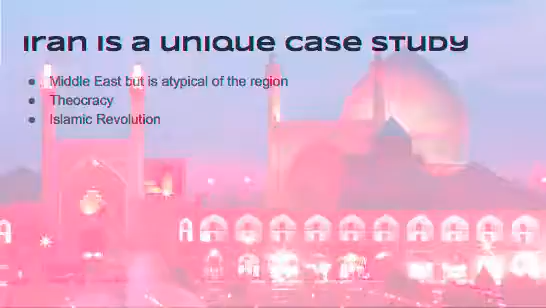 Iran is a unique case study
● Middle East but is atypical of the region
● Theocracy
● Islamic Revolution